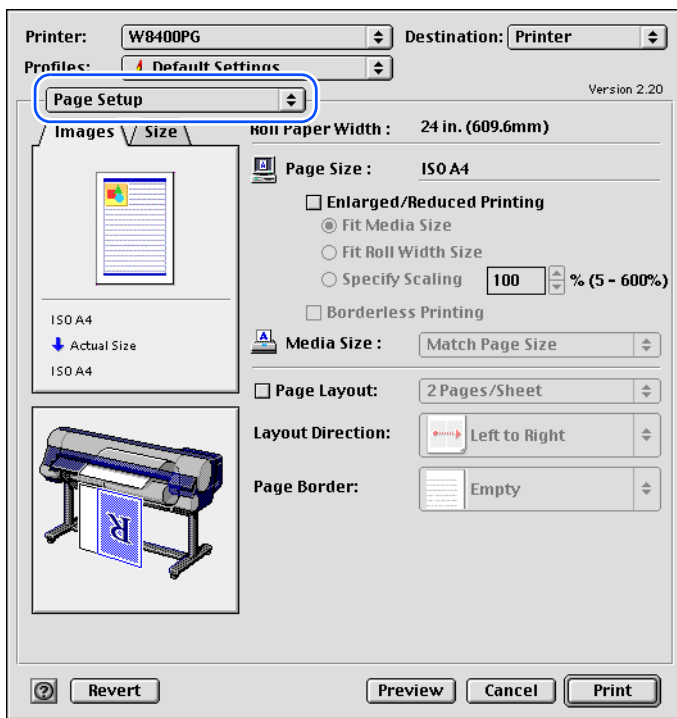 Printer: W8400PG Destination: Printer
Profiles: Default Settings
Version 2.20
Page Setup
Images Size Roll Paper Width : 24 in. (609.6mm)
Page Size : ISO A4
Enlarged/Reduced Printing
Fit Media Size
Fit Roll Width Size
Specify Scaling 100 % (5 - 600%)
Borderless Printing
ISO A4
Actual Size
ISO A4
Media Size : Match Page Size
Page Layout: 2 Pages/Sheet
Layout Direction: Left to Right
Page Border: Empty
R
? Revert Preview Cancel Print